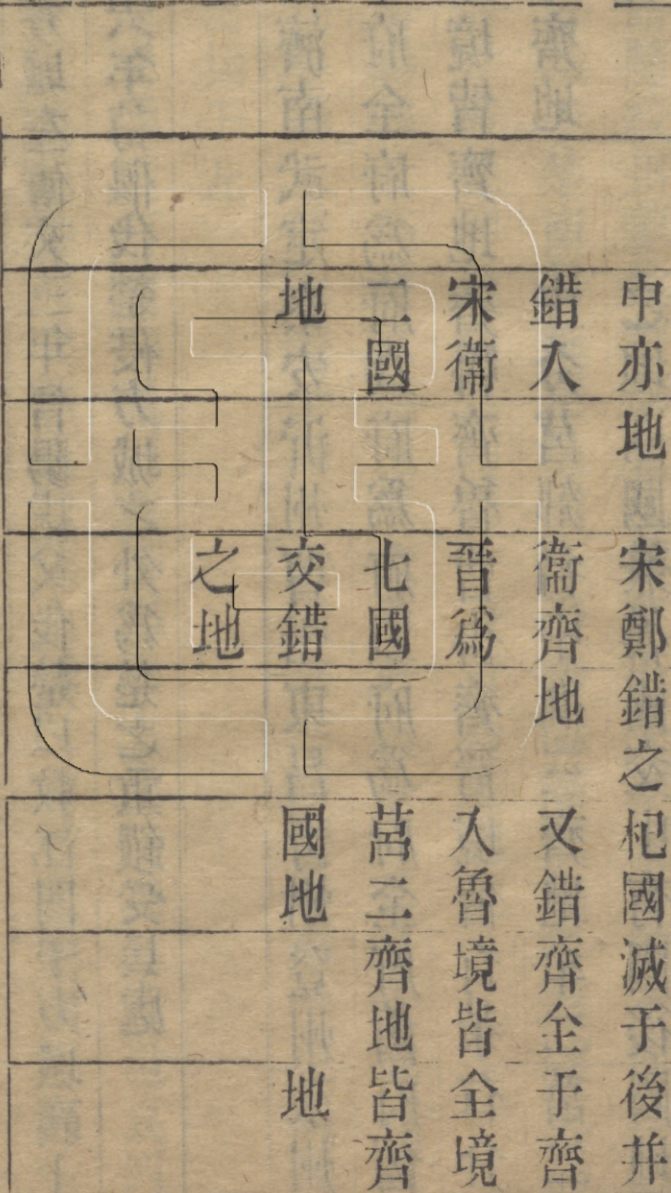 中亦
錯入
宋衞
二國
地
地
宋鄭
衞齊
晉爲
七國
交錯
之地
錯之
地
杞國
又錯
入魯
莒二
國地
滅于
齊全
境皆
齊地
後并
于齊
全境
皆齊
地